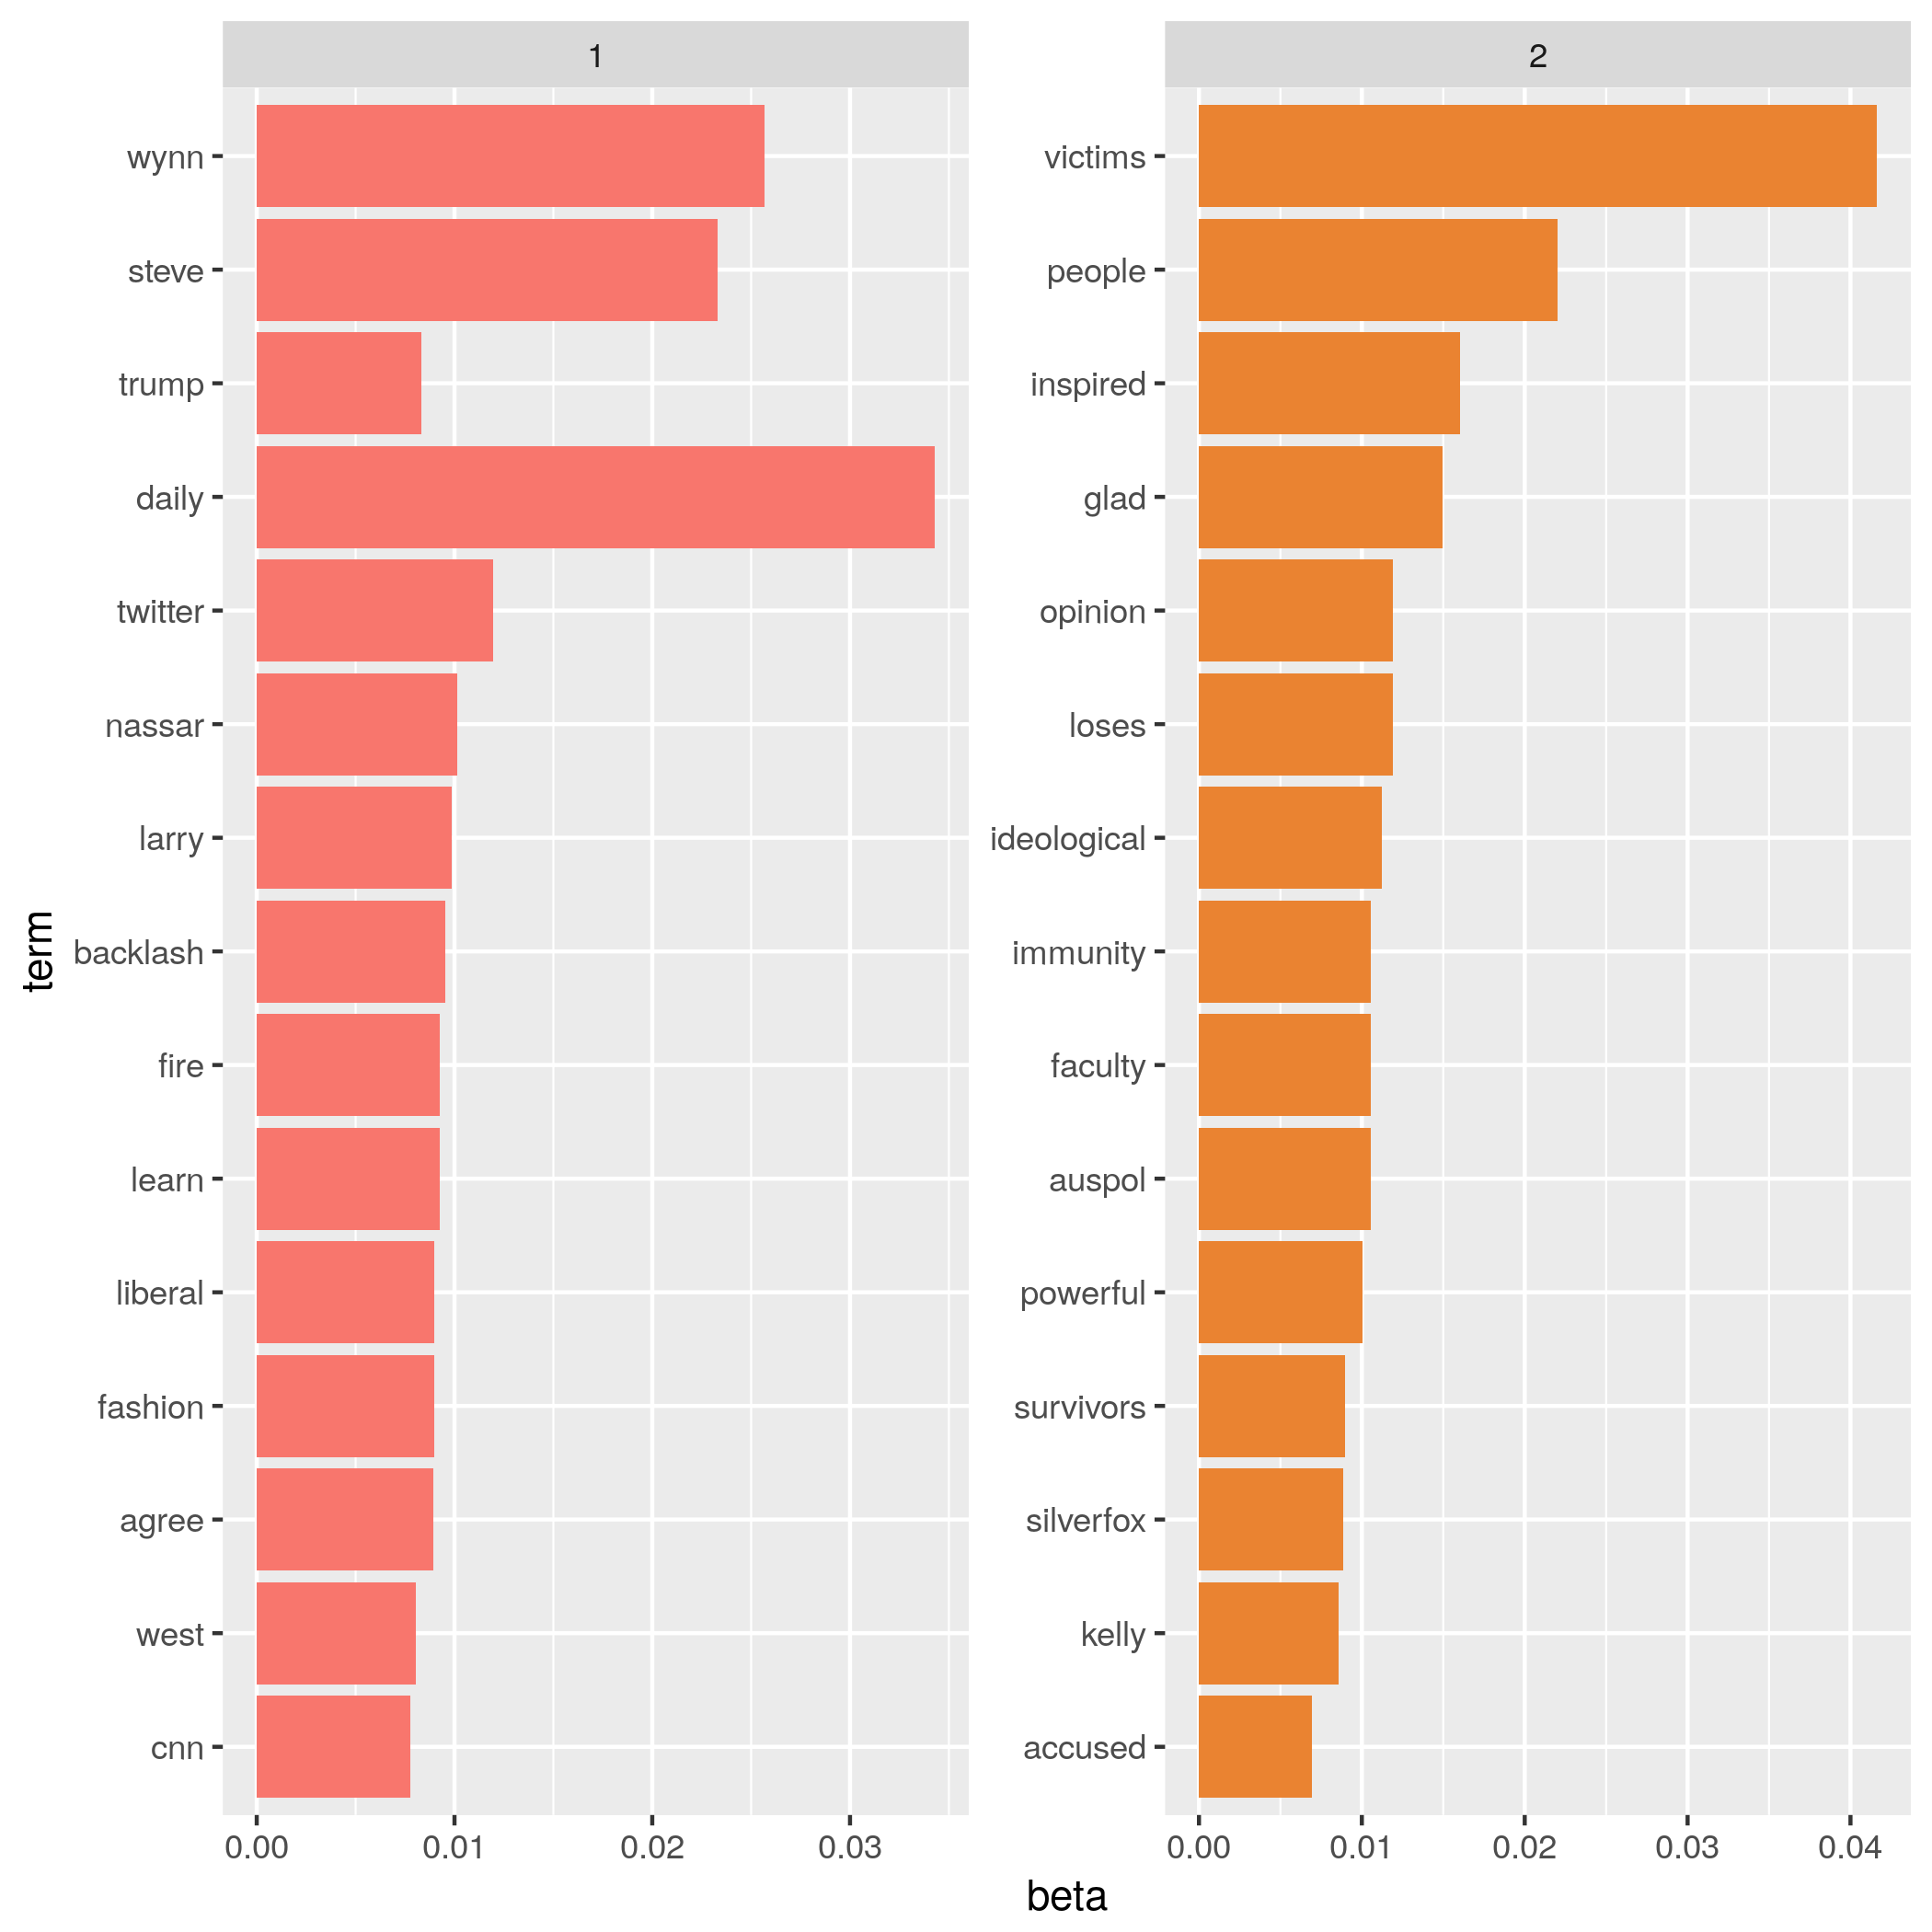 1
wynn
steve
trump
daily
twitter
nassar
larry
backlash
fire
learn
liberal
fashion
agree
west
cnn
0.00 0.01 0.02 0.03
2
victims
people
inspired
glad
opinion
loses
ideological
immunity
faculty
auspol
powerful
survivors
silverfox
kelly
accused
0.00 0.01 0.02 0.03 0.04
term
beta